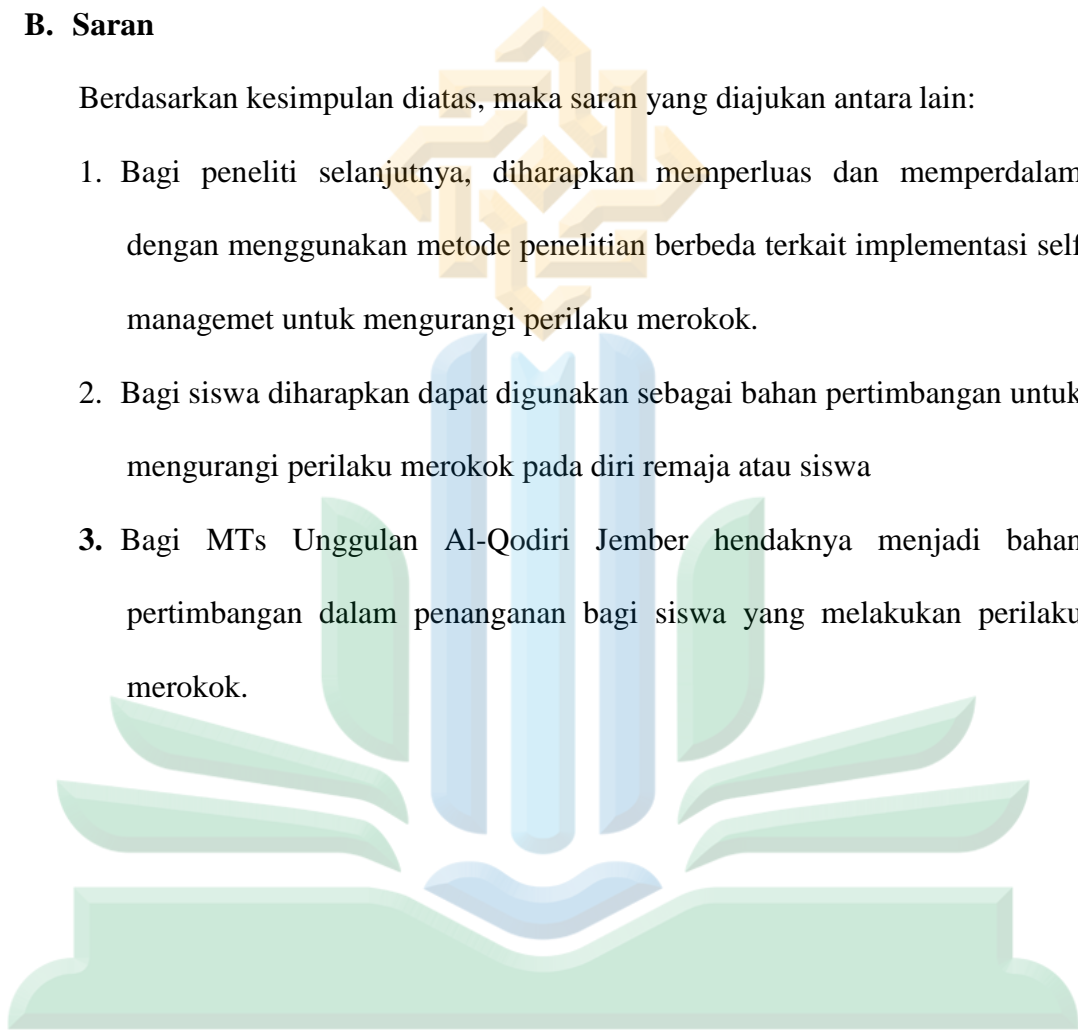 B. Saran
Berdasarkan kesimpulan diatas, maka saran yang diajukan antara lain:
1. Bagi peneliti selanjutnya, diharapkan memperluas dan memperdalam
dengan menggunakan metode penelitian berbeda terkait implementasi self
managemet untuk mengurangi perilaku merokok.
2. Bagi siswa diharapkan dapat digunakan sebagai bahan pertimbangan untuk
mengurangi perilaku merokok pada diri remaja atau siswa
3. Bagi MTs Unggulan Al-Qodiri Jember hendaknya menjadi bahan
pertimbangan dalam penanganan bagi siswa yang melakukan perilaku
merokok.